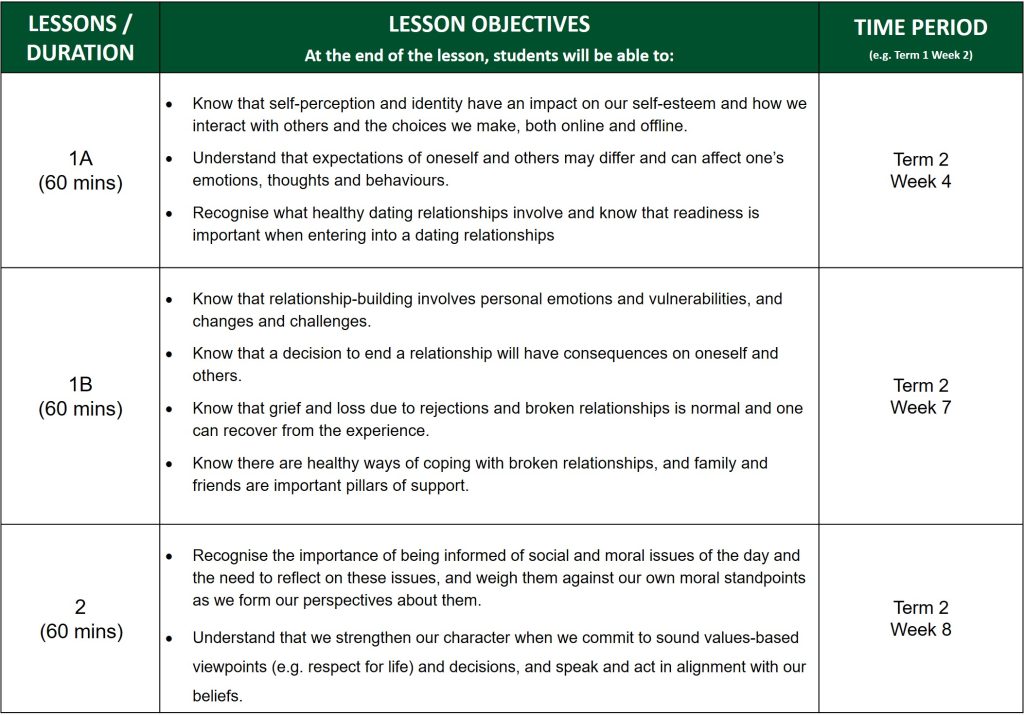 LESSONS /
DURATION
LESSON OBJECTIVES
At the end of the lesson, students will be able to:
TIME PERIOD
(e.g. Term 1 Week 2)
1A
(60 mins)
• Know that self-perception and identity have an impact on our self-esteem and how we
interact with others and the choices we make, both online and offline.
• Understand that expectations of oneself and others may differ and can affect one's
emotions, thoughts and behaviours.
• Recognise what healthy dating relationships involve and know that readiness is
important when entering into a dating relationships
Term 2
Week 4
1B
(60 mins)
• Know that relationship-building involves personal emotions and vulnerabilities, and
changes and challenges.
• Know that a decision to end a relationship will have consequences on oneself and
others.
• Know that grief and loss due to rejections and broken relationships is normal and one
can recover from the experience.
• Know there are healthy ways of coping with broken relationships, and family and
friends are important pillars of support.
Term 2
Week 7
2
(60 mins)
• Recognise the importance of being informed of social and moral issues of the day and
the need to reflect on these issues, and weigh them against our own moral standpoints
as we form our perspectives about them.
• Understand that we strengthen our character when we commit to sound values-based
viewpoints (e.g. respect for life) and decisions, and speak and act in alignment with our
beliefs.
Term 2
Week 8